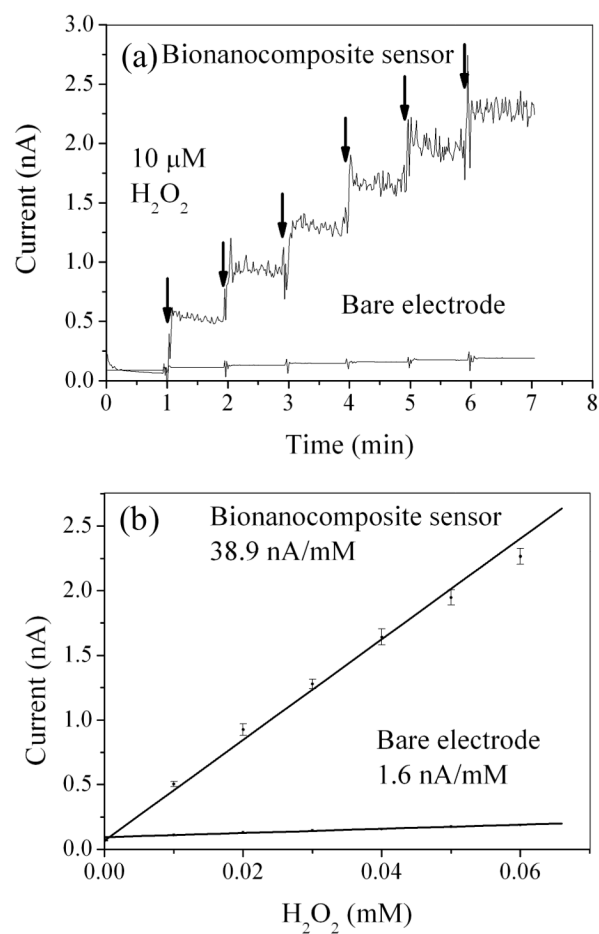 3.0
(a) Bionanocomposite sensor
2.5
2.0
10 μM
H₂O₂
1.5
Current (nA)
1.0
Bare electrode
0.5
0.0
0 1 2 3 4 5 6 7 8
Time (min)
(b) Bionanocomposite sensor
38.9 nA/mM
2.5
2.0
1.5
Current (nA)
1.0
Bare electrode
1.6 nA/mM
0.5
0.0
0.00 0.02 0.04 0.06
H₂O₂ (mM)